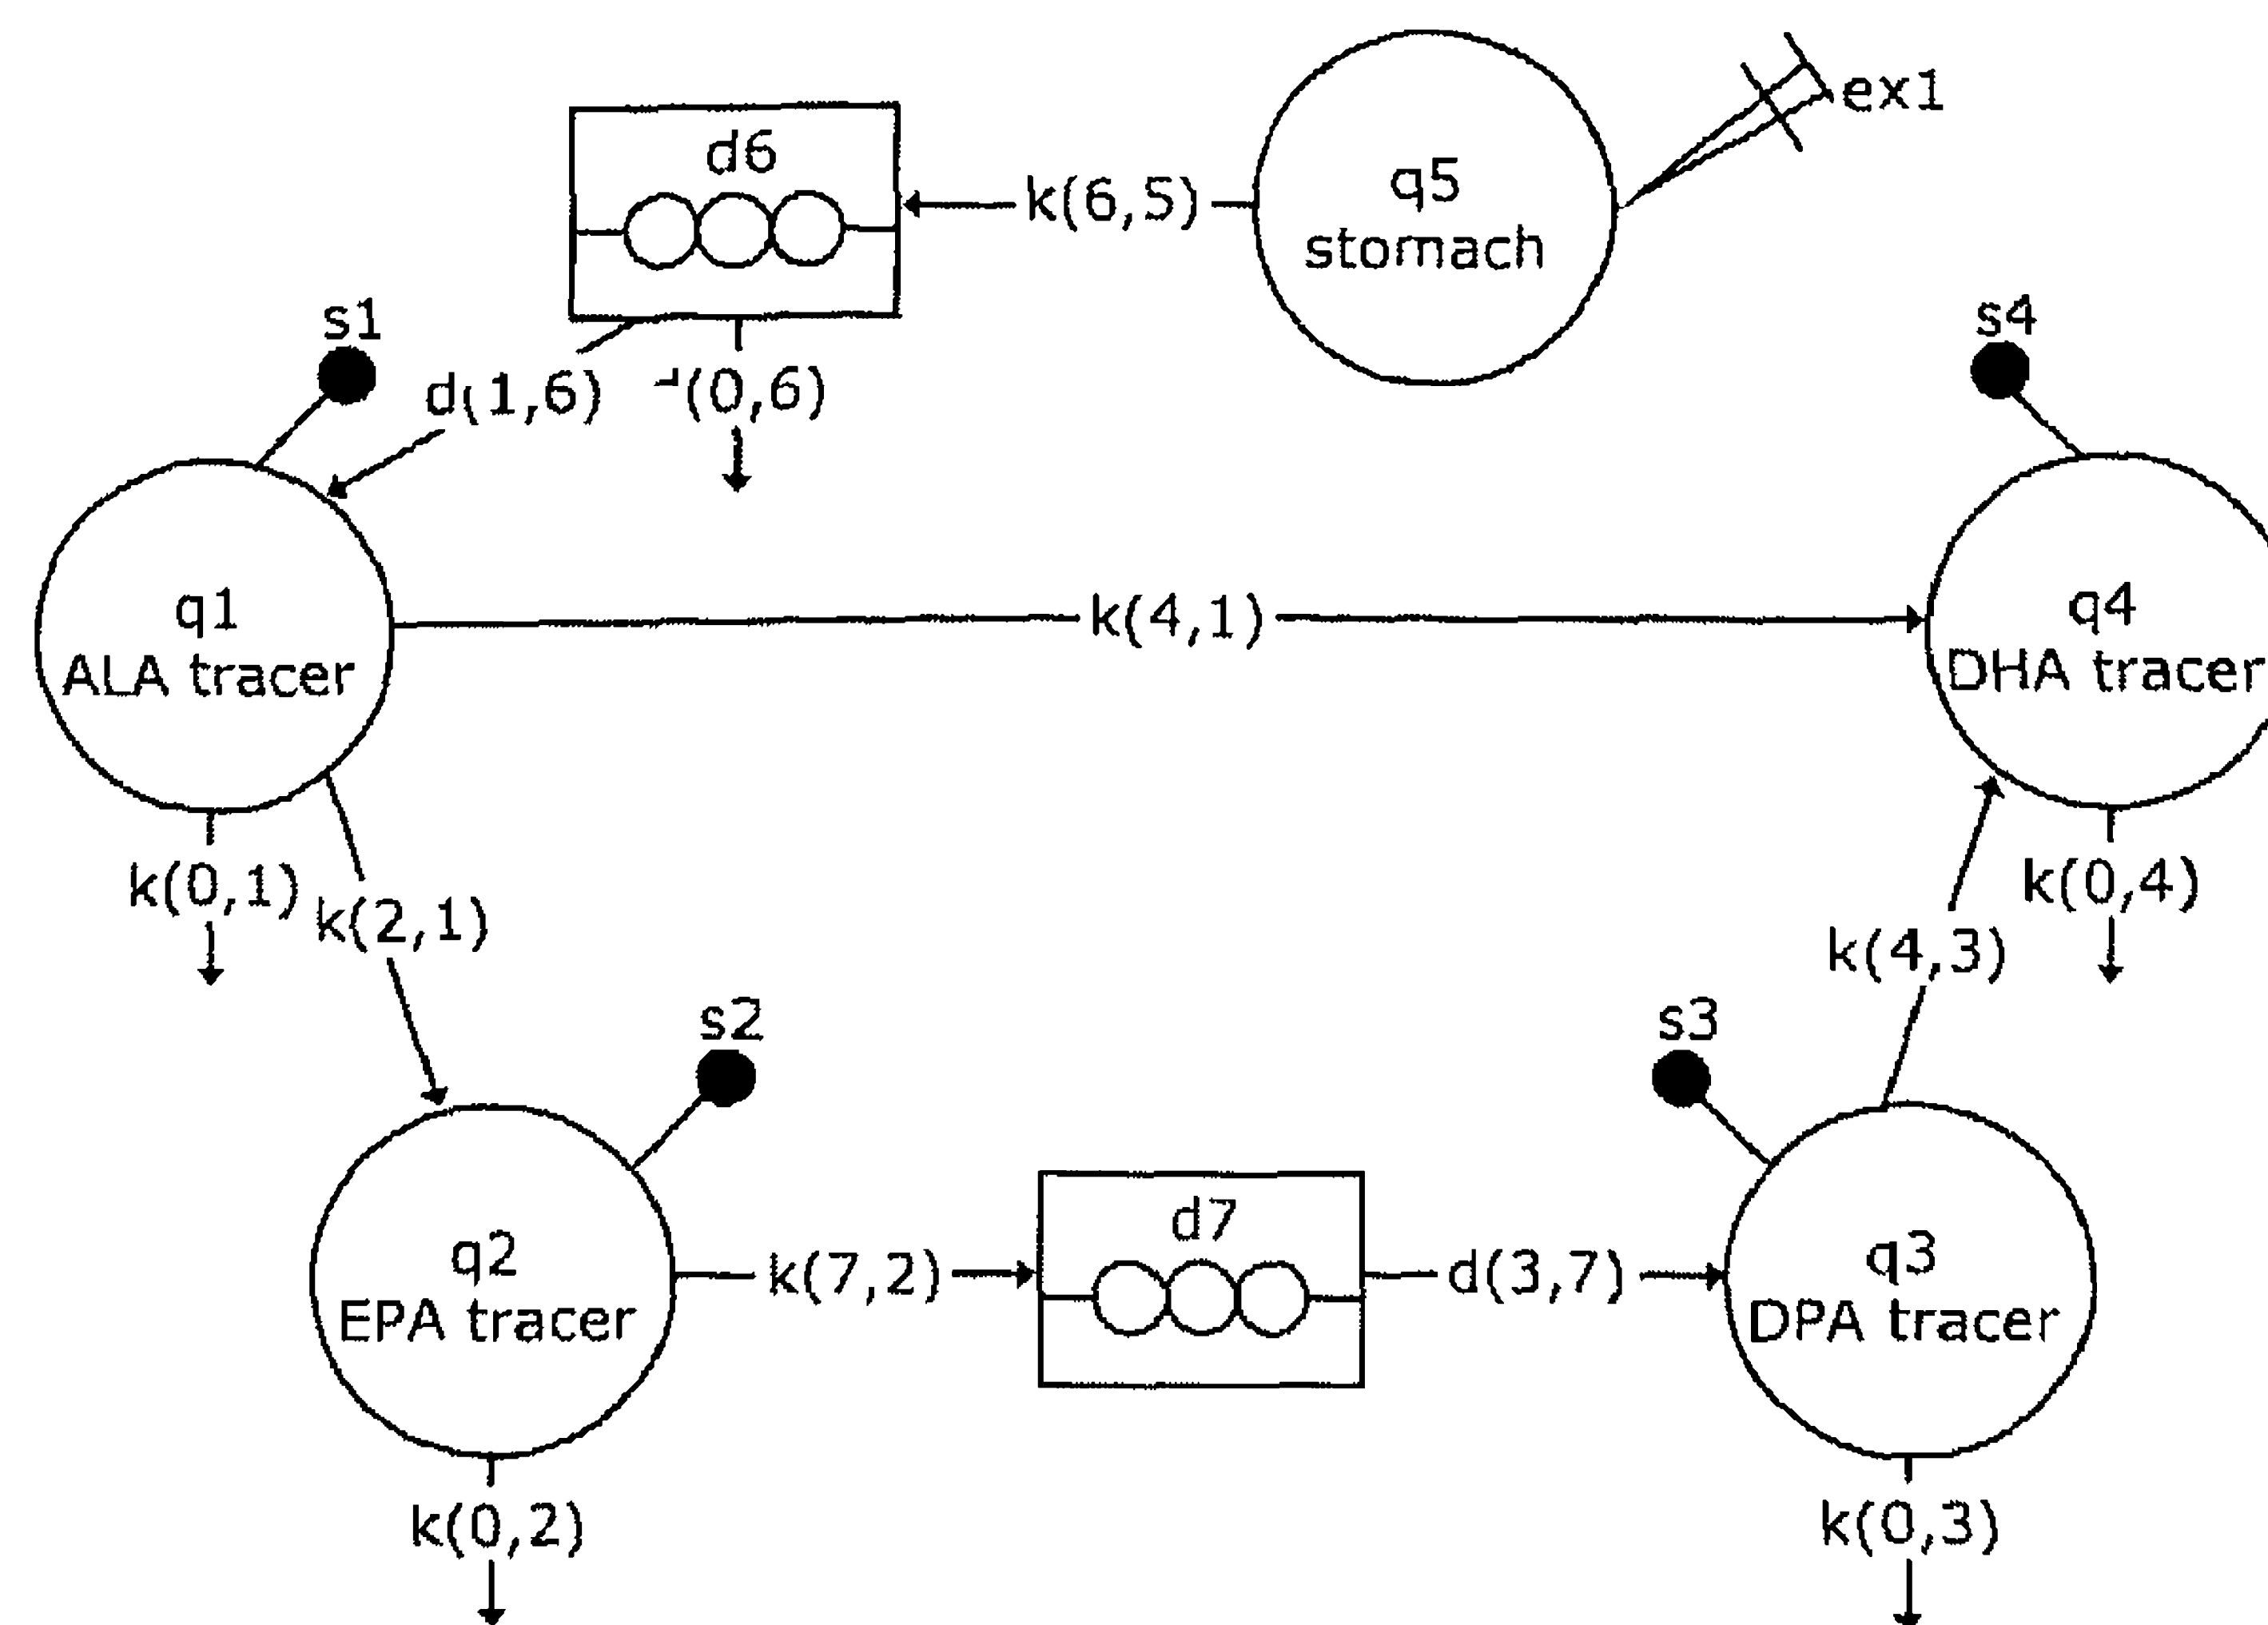 ex1
d6
q5
stomach
k(6,5)
s1
s4
d(1,6)
(0,6)
q1
ALA tracer
k(4,1)
q4
DHA tracer
k(0,1)
k(2,1)
k(0,4)
k(4,3)
s2
s3
d7
q2
EPA tracer
k(7,2)
d(3,7)
q3
DPA tracer
k(0,2)
k(0,3)